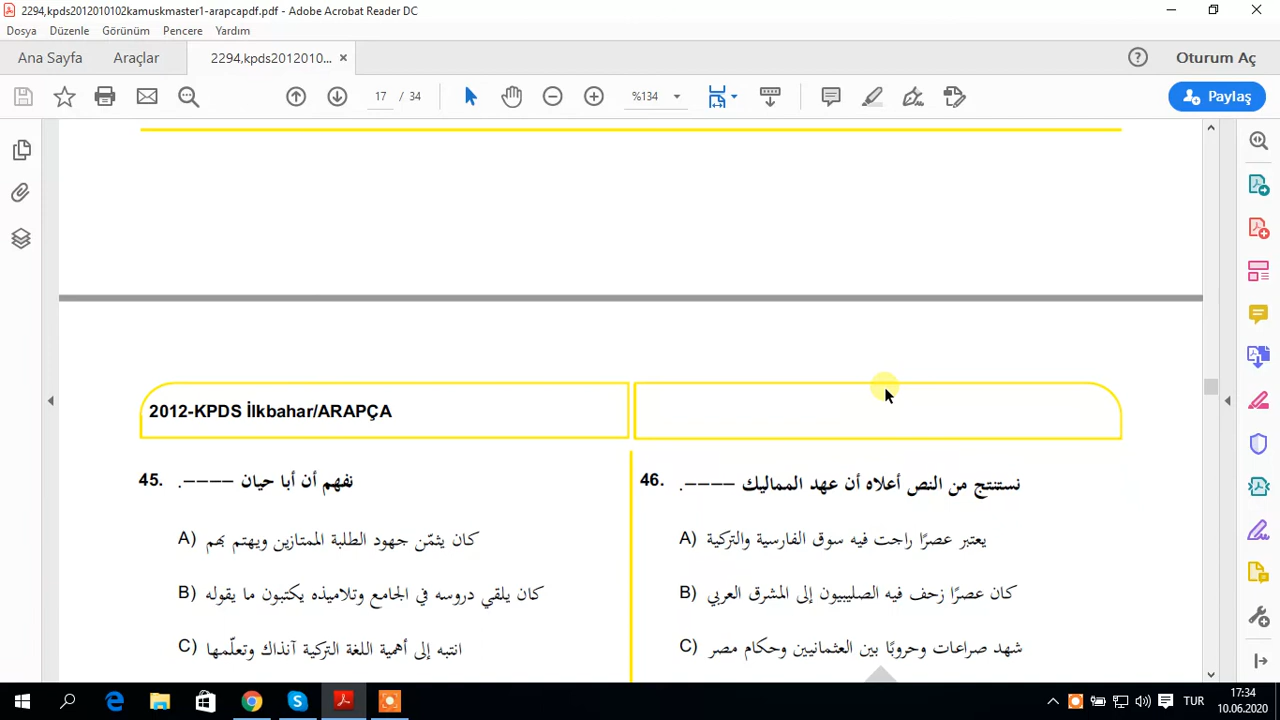 2294,kpds2012010102kamuskmaster1-arapcapdf.pdf - Adobe Acrobat Reader DC
Dosya Düzenle Görünüm Pencere Yardım
Ana Sayfa Araçlar 2294,kpds2012010... × Oturum Aç
17 / 34 %134 Paylaş
2012-KPDS İlkbahar/ARAPÇA
45. نفهم أن أبا حيان ----.
A) كان يثمّن جهود الطلبة الممتازين ويهتم بهم
B) كان يلقي دروسه في الجامع وتلاميذه يكتبون ما يقوله
C) انتبه إلى أهمية اللغة التركية آنذاك وتعلّمها
46. نستنتج من النص أعلاه أن عهد المماليك ----.
A) يعتبر عصرًا راجت فيه سوق الفارسية والتركية
B) كان عصرًا زحف فيه الصليبيون إلى المشرق العربي
C) شهد صراعات وحروبًا بين العثمانيين وحكام مصر
TUR
17:34
10.06.2020